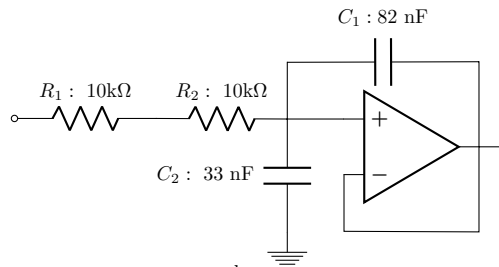 C₁ : 82 nF
R₁ : 10kΩ
R₂ : 10kΩ
+
C₂ : 33 nF
−